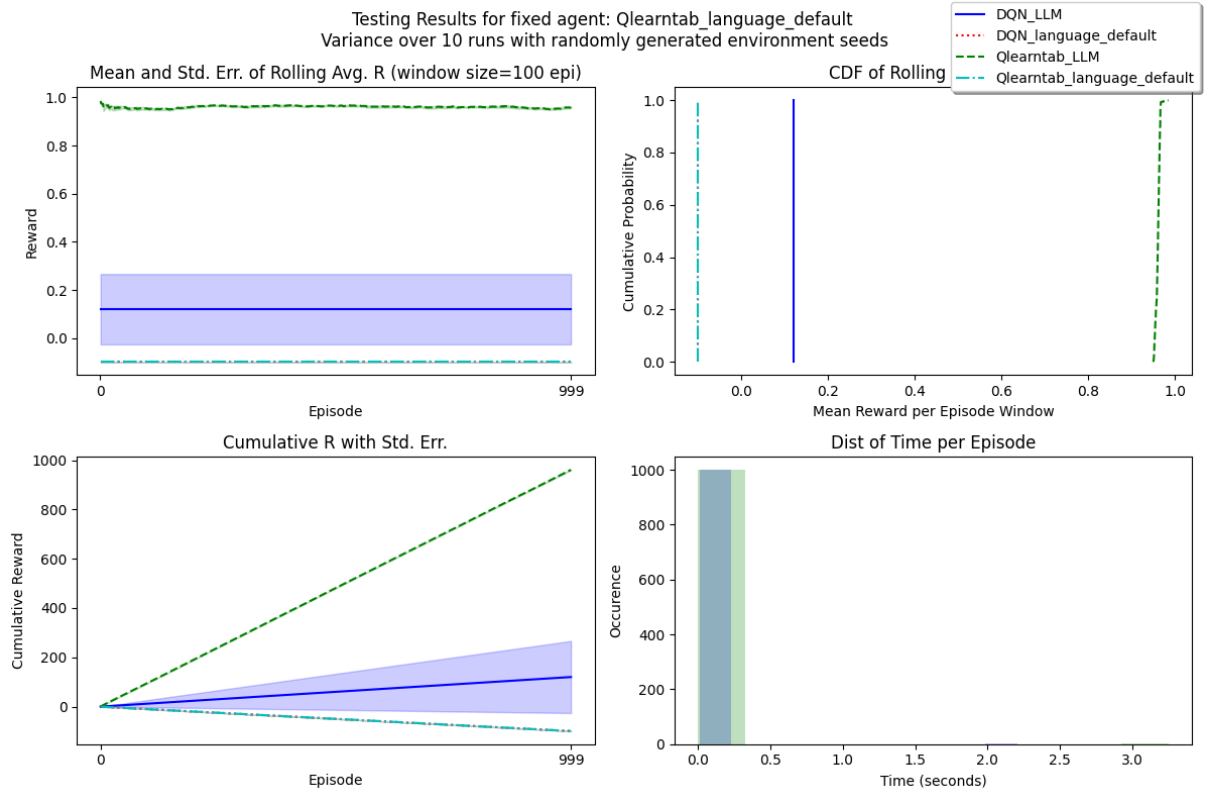 Testing Results for fixed agent: Qlearntab_language_default
Variance over 10 runs with randomly generated environment seeds
DQN_LLM
DQN_language_default
Qlearntab_LLM
Qlearntab_language_default
Mean and Std. Err. of Rolling Avg. R (window size=100 epi)
1.0
0.8
0.6
0.4
0.2
0.0
Reward
0
999
Episode
CDF of Rolling
1.0
0.8
0.6
0.4
0.2
0.0
Cumulative Probability
0.0
0.2
0.4
0.6
0.8
1.0
Mean Reward per Episode Window
Cumulative R with Std. Err.
1000
800
600
400
200
0
Cumulative Reward
0
999
Episode
Dist of Time per Episode
1000
800
600
400
200
0
Occurence
0.0
0.5
1.0
1.5
2.0
2.5
3.0
Time (seconds)